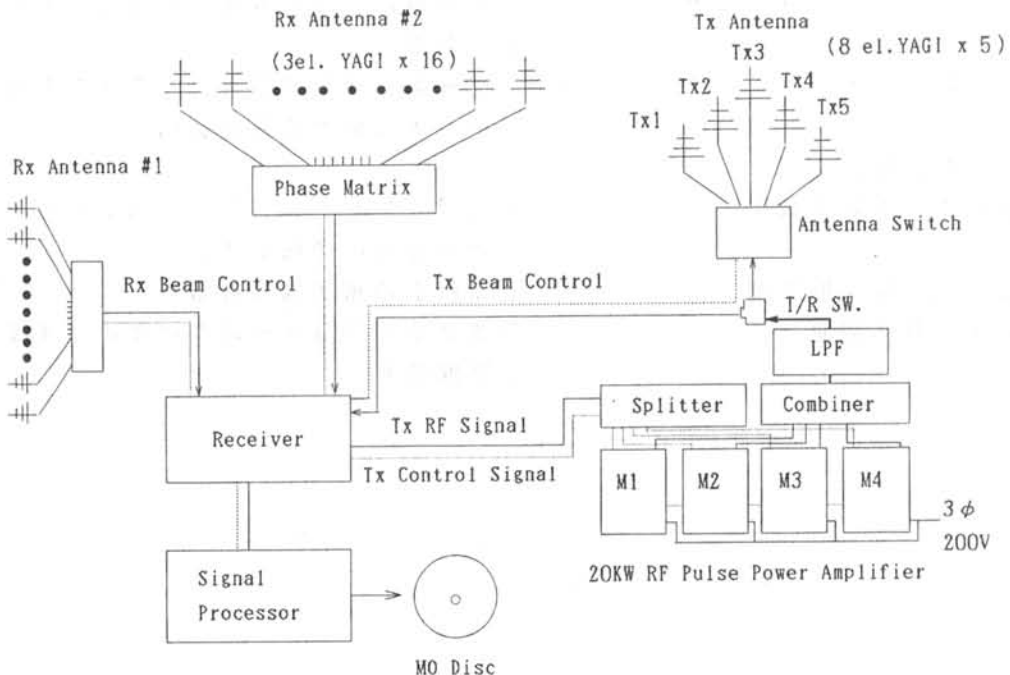 Rx Antenna #2
(3el. YAGI x 16)
Tx Antenna
(8 el.YAGI x 5)
Tx3
Tx2
Tx4
Tx1
Tx5
Rx Antenna #1
Phase Matrix
Antenna Switch
Rx Beam Control
Tx Beam Control
T/R SW.
LPF
Splitter
Combiner
Receiver
Tx RF Signal
Tx Control Signal
M1
M2
M3
M4
3 φ
200V
20KW RF Pulse Power Amplifier
Signal
Processor
MO Disc